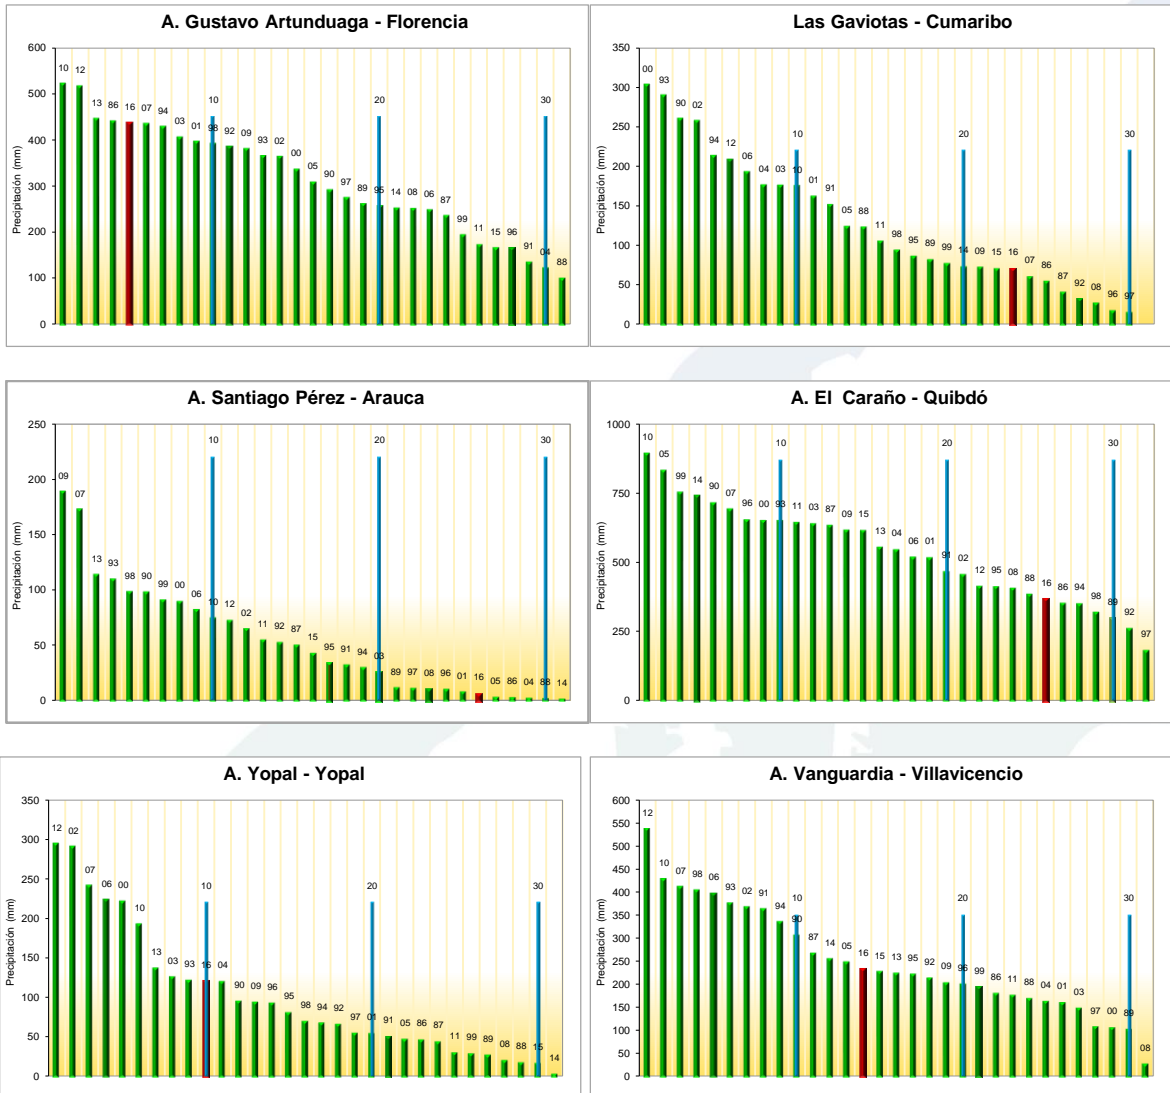 A. Gustavo Artunduaga - Florencia
Precipitación (mm)
600
500
400
300
200
100
0
10 12 13 86 16 07 94 03 01 98 92 09 93 02 00 05 90 97 89 95 14 08 06 87 99 11 15 96 91 04 88
10 20 30
Las Gaviotas - Cumaribo
Precipitación (mm)
350
300
250
200
150
100
50
0
00 93 90 02 94 12 06 04 03 10 01 91 05 88 11 98 95 89 99 14 09 15 16 07 86 87 92 08 96 97
10 20 30
A. Santiago Pérez - Arauca
Precipitación (mm)
250
200
150
100
50
0
09 07 13 93 98 90 99 00 06 10 12 02 11 92 87 15 95 91 94 03 89 97 08 96 01 16 05 86 04 88 14
10 20 30
A. El Caraño - Quibdó
Precipitación (mm)
1000
750
500
250
0
10 05 99 14 90 07 96 00 93 11 03 87 09 15 13 04 06 01 91 02 12 95 08 88 16 86 94 98 89 92 97
10 20 30
A. Yopal - Yopal
Precipitación (mm)
350
300
250
200
150
100
50
0
12 02 07 06 00 10 13 03 93 16 04 90 09 96 95 98 94 92 97 01 91 05 86 87 11 99 89 08 88 15 14
10 20 30
A. Vanguardia - Villavicencio
Precipitación (mm)
600
550
500
450
400
350
300
250
200
150
100
50
0
12 10 07 98 06 93 02 91 94 90 87 14 05 16 15 13 95 92 09 96 99 86 11 88 04 01 03 97 00 89 08
10 20 30